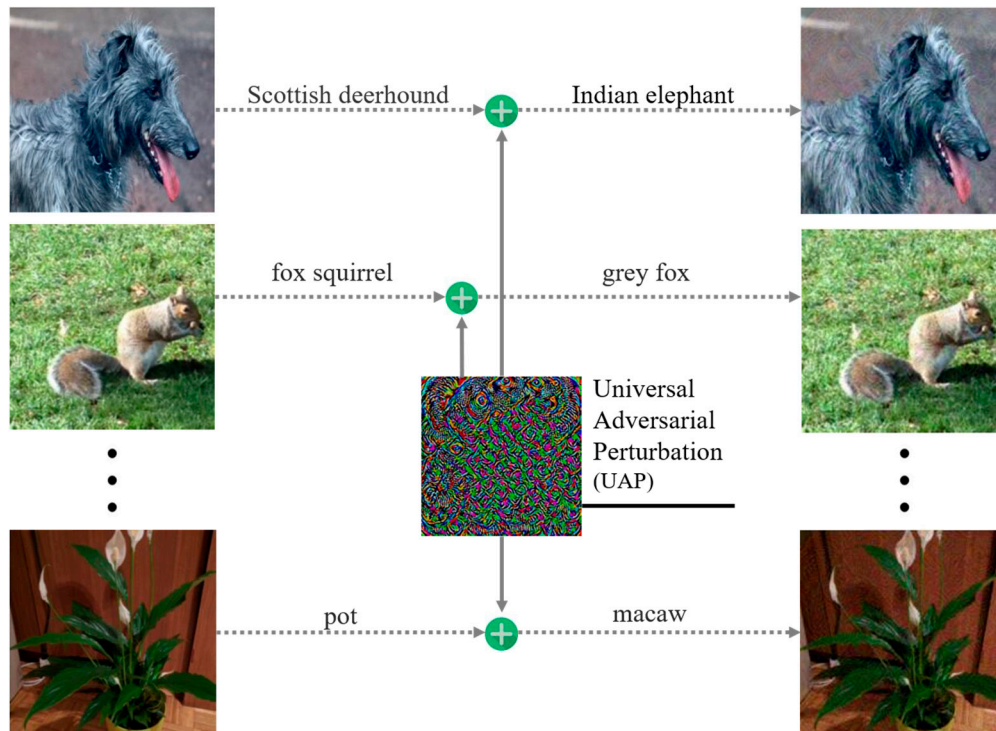 Scottish deerhound
Indian elephant
fox squirrel
grey fox
Universal
Adversarial
Perturbation
(UAP)
pot
macaw